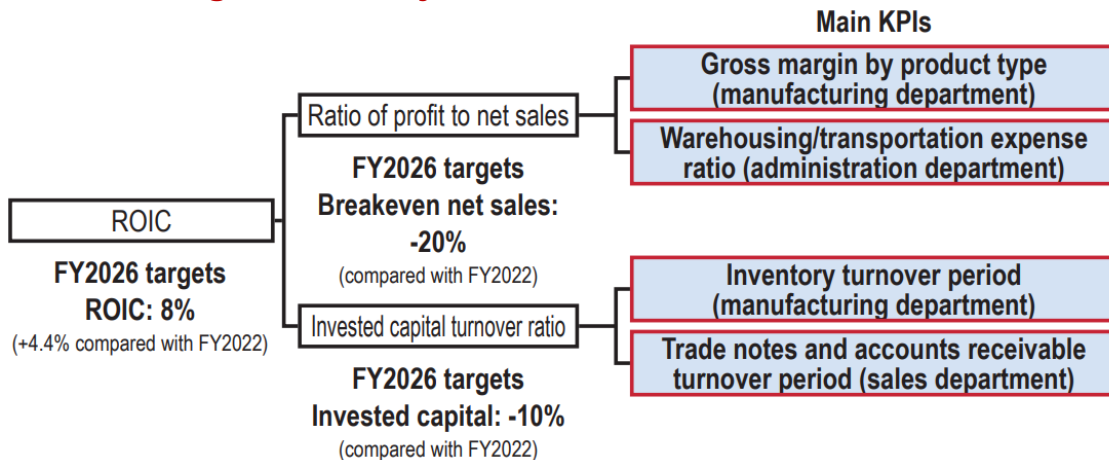 Main KPIs
Gross margin by product type
(manufacturing department)
Ratio of profit to net sales
Warehousing/transportation expense
ratio (administration department)
FY2026 targets
Breakeven net sales:
-20%
(compared with FY2022)
ROIC
FY2026 targets
ROIC: 8%
(+4.4% compared with FY2022)
Inventory turnover period
(manufacturing department)
Invested capital turnover ratio
Trade notes and accounts receivable
turnover period (sales department)
FY2026 targets
Invested capital: -10%
(compared with FY2022)